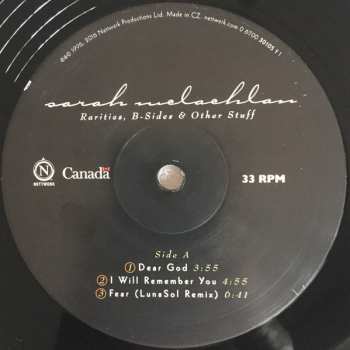 ℗© 1996, 2015 Nettwerk Productions Ltd. Made in CZ. nettwerk.com 0 6700 30105 1 1
sarah mclachlan
Rarities, B-Sides & Other Stuff
N
NETTWERK
Canada
33 RPM
Side A
1 Dear God 3:55
2 I Will Remember You 4:55
3 Fear (LunaSol Remix) 6:41